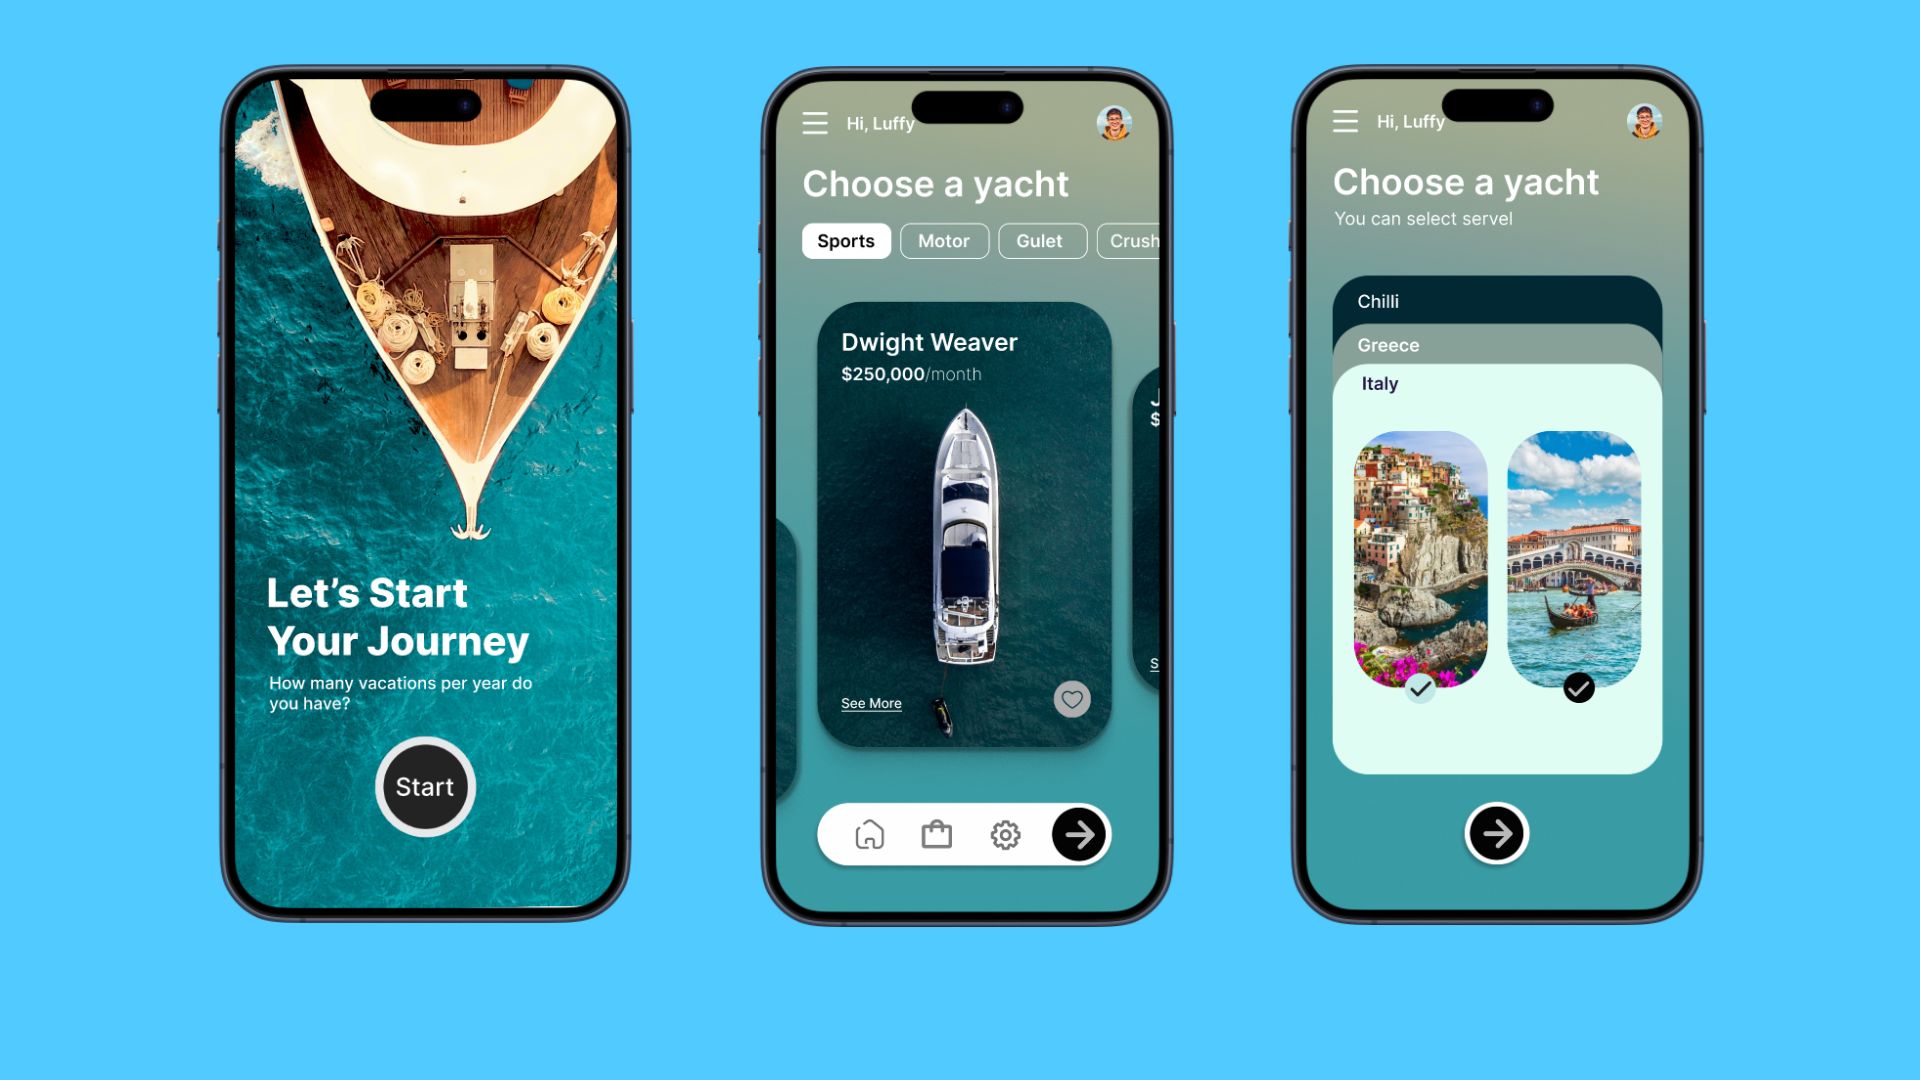 Let's Start
Your Journey
How many vacations per year do
you have?
Start
Hi, Luffy
Choose a yacht
Sports
Motor
Gulet
Crush
Dwight Weaver
$250,000/month
J
$
See More
S
Hi, Luffy
Choose a yacht
You can select servel
Chilli
Greece
Italy